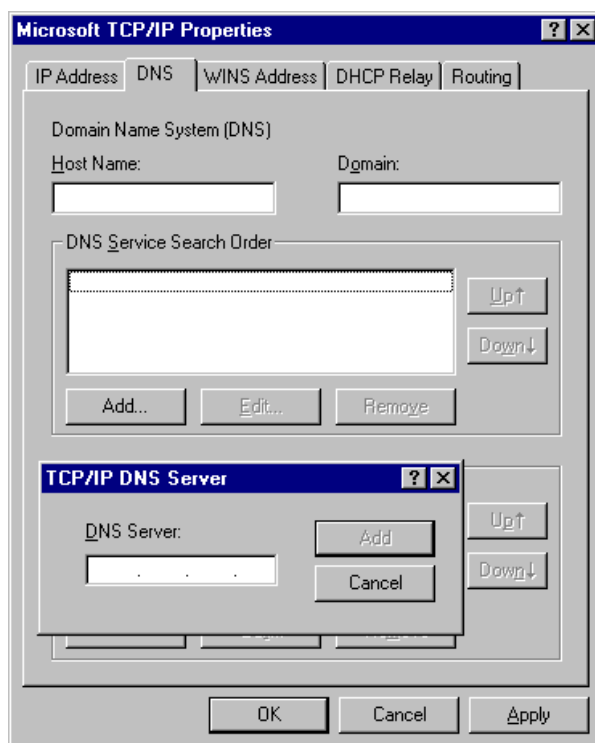 Microsoft TCP/IP Properties
IP Address DNS WINS Address DHCP Relay Routing
Domain Name System (DNS)
Host Name: Domain:
DNS Service Search Order
Up↑
Down↓
Add... Edit... Remove
TCP/IP DNS Server
DNS Server:
. . .
Add
Cancel
Up↑
Down↓
OK Cancel Apply